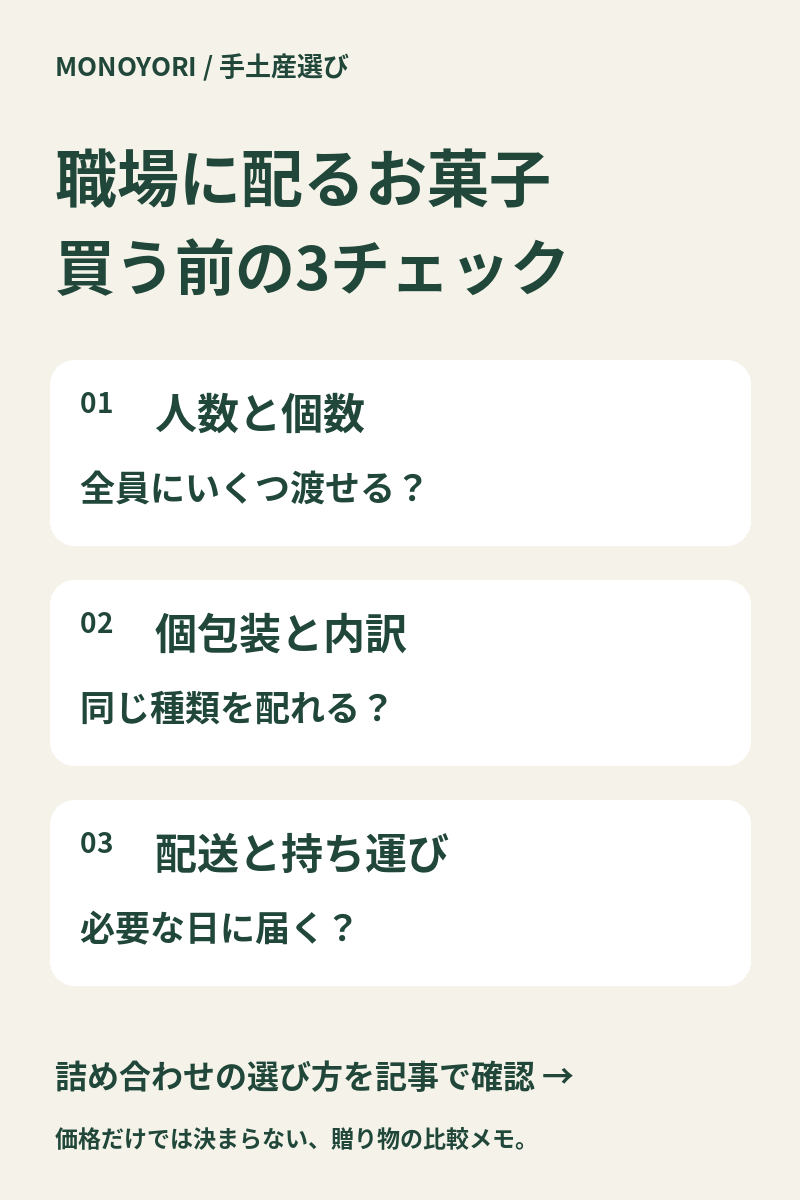 MONOYORI / 手土産選び
職場に配るお菓子
買う前の3チェック
01 人数と個数
全員にいくつ渡せる？
02 個包装と内訳
同じ種類を配れる？
03 配送と持ち運び
必要な日に届く？
詰め合わせの選び方を記事で確認 →
価格だけでは決まらない、贈り物の比較メモ。